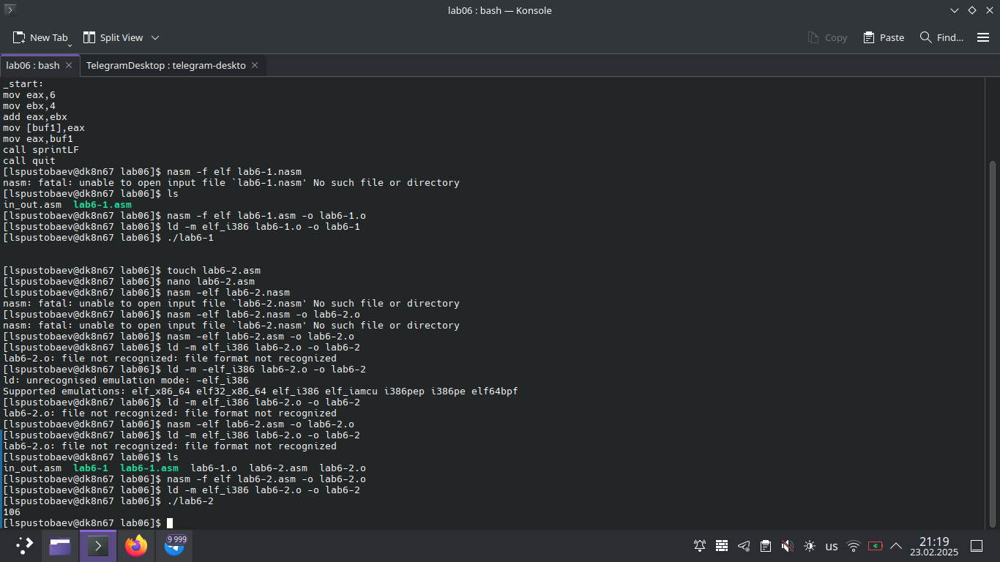 lab06 : bash — Konsole
New Tab
Split View
Copy
Paste
Find...
lab06 : bash
TelegramDesktop : telegram-deskto
_start:
mov eax,6
mov ebx,4
add eax,ebx
mov [buf1],eax
mov eax,buf1
call sprintLF
call quit
[lspustobaev@dk8n67 lab06]$ nasm -f elf lab6-1.nasm
nasm: fatal: unable to open input file `lab6-1.nasm' No such file or directory
[lspustobaev@dk8n67 lab06]$ ls
in_out.asm  lab6-1.asm
[lspustobaev@dk8n67 lab06]$ nasm -f elf lab6-1.asm -o lab6-1.o
[lspustobaev@dk8n67 lab06]$ ld -m elf_i386 lab6-1.o -o lab6-1
[lspustobaev@dk8n67 lab06]$ ./lab6-1
[lspustobaev@dk8n67 lab06]$ touch lab6-2.asm
[lspustobaev@dk8n67 lab06]$ nano lab6-2.asm
[lspustobaev@dk8n67 lab06]$ nasm -elf lab6-2.nasm
nasm: fatal: unable to open input file `lab6-2.nasm' No such file or directory
[lspustobaev@dk8n67 lab06]$ nasm -elf lab6-2.nasm -o lab6-2.o
nasm: fatal: unable to open input file `lab6-2.nasm' No such file or directory
[lspustobaev@dk8n67 lab06]$ nasm -elf lab6-2.asm -o lab6-2.o
[lspustobaev@dk8n67 lab06]$ ld -m elf_i386 lab6-2.o -o lab6-2
lab6-2.o: file not recognized: file format not recognized
[lspustobaev@dk8n67 lab06]$ ld -m -elf_i386 lab6-2.o -o lab6-2
ld: unrecognised emulation mode: -elf_i386
Supported emulations: elf_x86_64 elf32_x86_64 elf_i386 elf_iamcu i386pep i386pe elf64bpf
[lspustobaev@dk8n67 lab06]$ ld -m elf_i386 lab6-2.o -o lab6-2
lab6-2.o: file not recognized: file format not recognized
[lspustobaev@dk8n67 lab06]$ nasm -elf lab6-2.asm -o lab6-2.o
[lspustobaev@dk8n67 lab06]$ ld -m elf_i386 lab6-2.o -o lab6-2
lab6-2.o: file not recognized: file format not recognized
[lspustobaev@dk8n67 lab06]$ ls
in_out.asm  lab6-1  lab6-1.asm  lab6-1.o  lab6-2.asm  lab6-2.o
[lspustobaev@dk8n67 lab06]$ nasm -f elf lab6-2.asm -o lab6-2.o
[lspustobaev@dk8n67 lab06]$ ld -m elf_i386 lab6-2.o -o lab6-2
[lspustobaev@dk8n67 lab06]$ ./lab6-2
106
[lspustobaev@dk8n67 lab06]$
9 999
us
21:19
23.02.2025